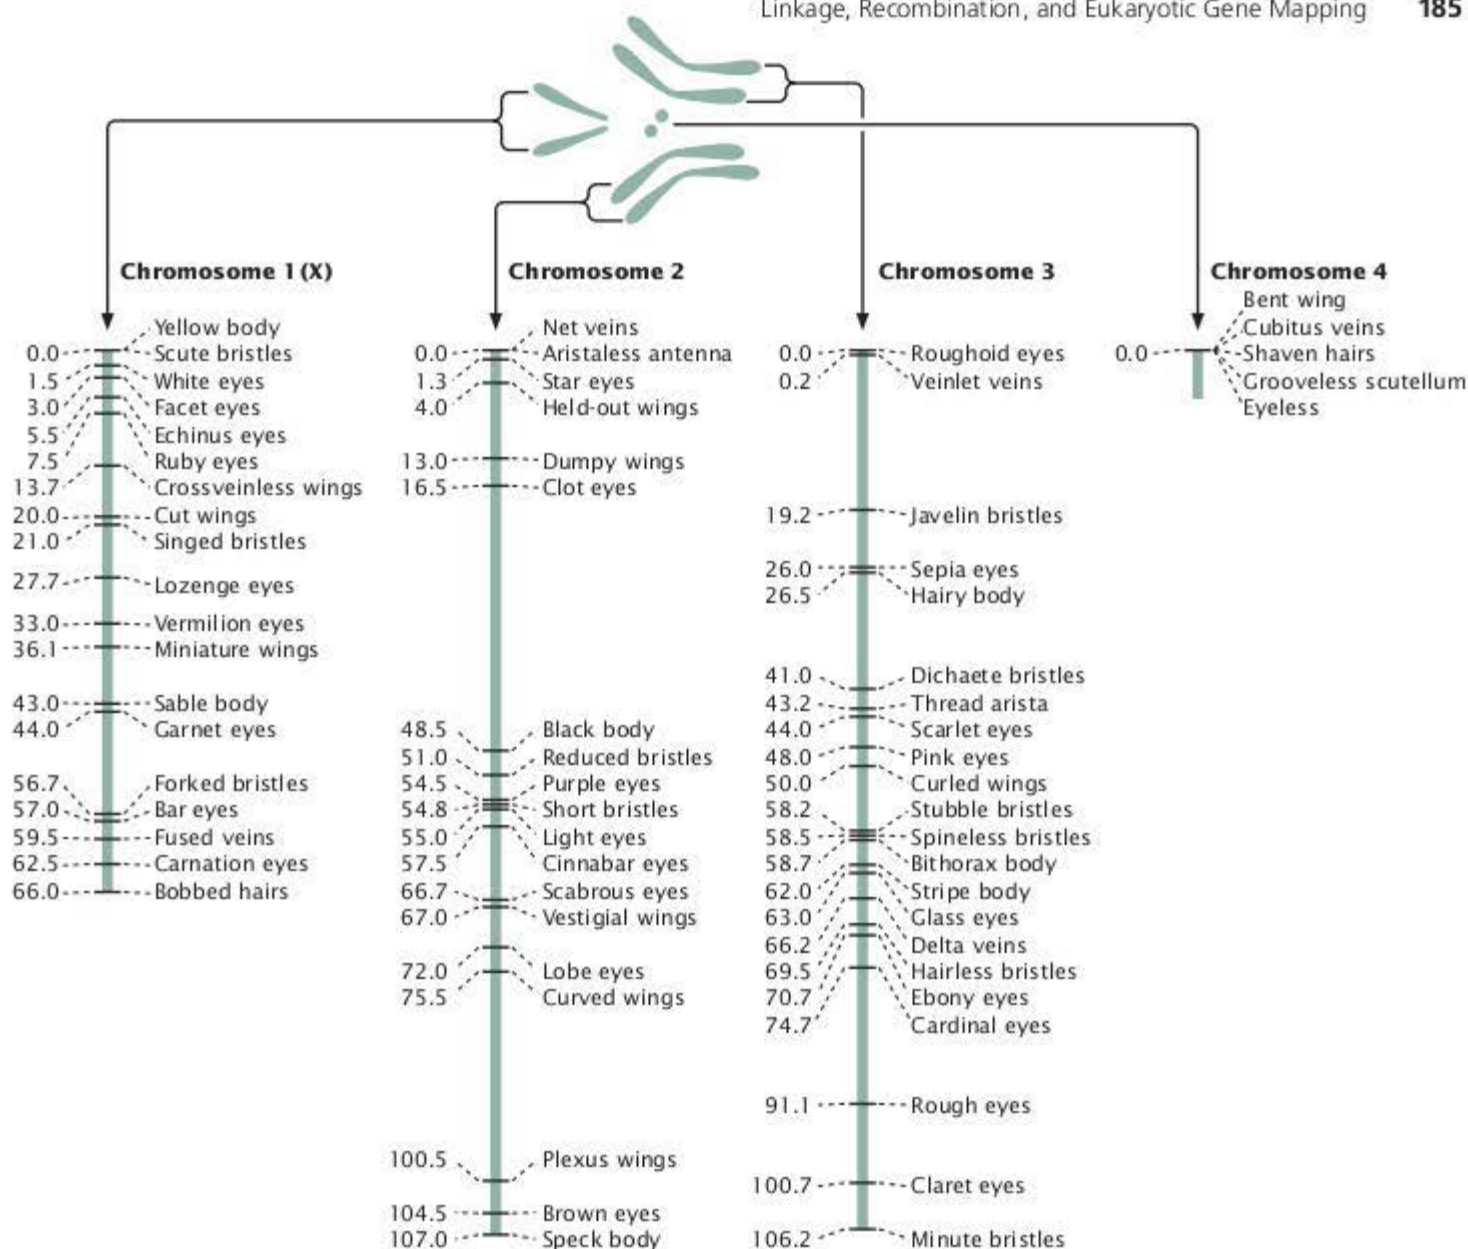 Linkage, Recombination, and Eukaryotic Gene Mapping 185
Chromosome 1 (X)
Yellow body
0.0 Scute bristles
1.5 White eyes
3.0 Facet eyes
5.5 Echinus eyes
7.5 Ruby eyes
13.7 Crossveinless wings
20.0 Cut wings
21.0 Singed bristles
27.7 Lozenge eyes
33.0 Vermilion eyes
36.1 Miniature wings
43.0 Sable body
44.0 Garnet eyes
56.7 Forked bristles
57.0 Bar eyes
59.5 Fused veins
62.5 Carnation eyes
66.0 Bobbed hairs
Chromosome 2
Net veins
0.0 Aristaless antenna
1.3 Star eyes
4.0 Held-out wings
13.0 Dumpy wings
16.5 Clot eyes
48.5 Black body
51.0 Reduced bristles
54.5 Purple eyes
54.8 Short bristles
55.0 Light eyes
57.5 Cinnabar eyes
66.7 Scabrous eyes
67.0 Vestigial wings
72.0 Lobe eyes
75.5 Curved wings
100.5 Plexus wings
104.5 Brown eyes
107.0 Speck body
Chromosome 3
0.0 Roughoid eyes
0.2 Veinlet veins
19.2 Javelin bristles
26.0 Sepia eyes
26.5 Hairy body
41.0 Dichaete bristles
43.2 Thread arista
44.0 Scarlet eyes
48.0 Pink eyes
50.0 Curled wings
58.2 Stubble bristles
58.5 Spineless bristles
58.7 Bithorax body
62.0 Stripe body
63.0 Glass eyes
66.2 Delta veins
69.5 Hairless bristles
70.7 Ebony eyes
74.7 Cardinal eyes
91.1 Rough eyes
100.7 Claret eyes
106.2 Minute bristles
Chromosome 4
Bent wing
Cubitus veins
0.0 Shaven hairs
Grooveless scutellum
Eyeless